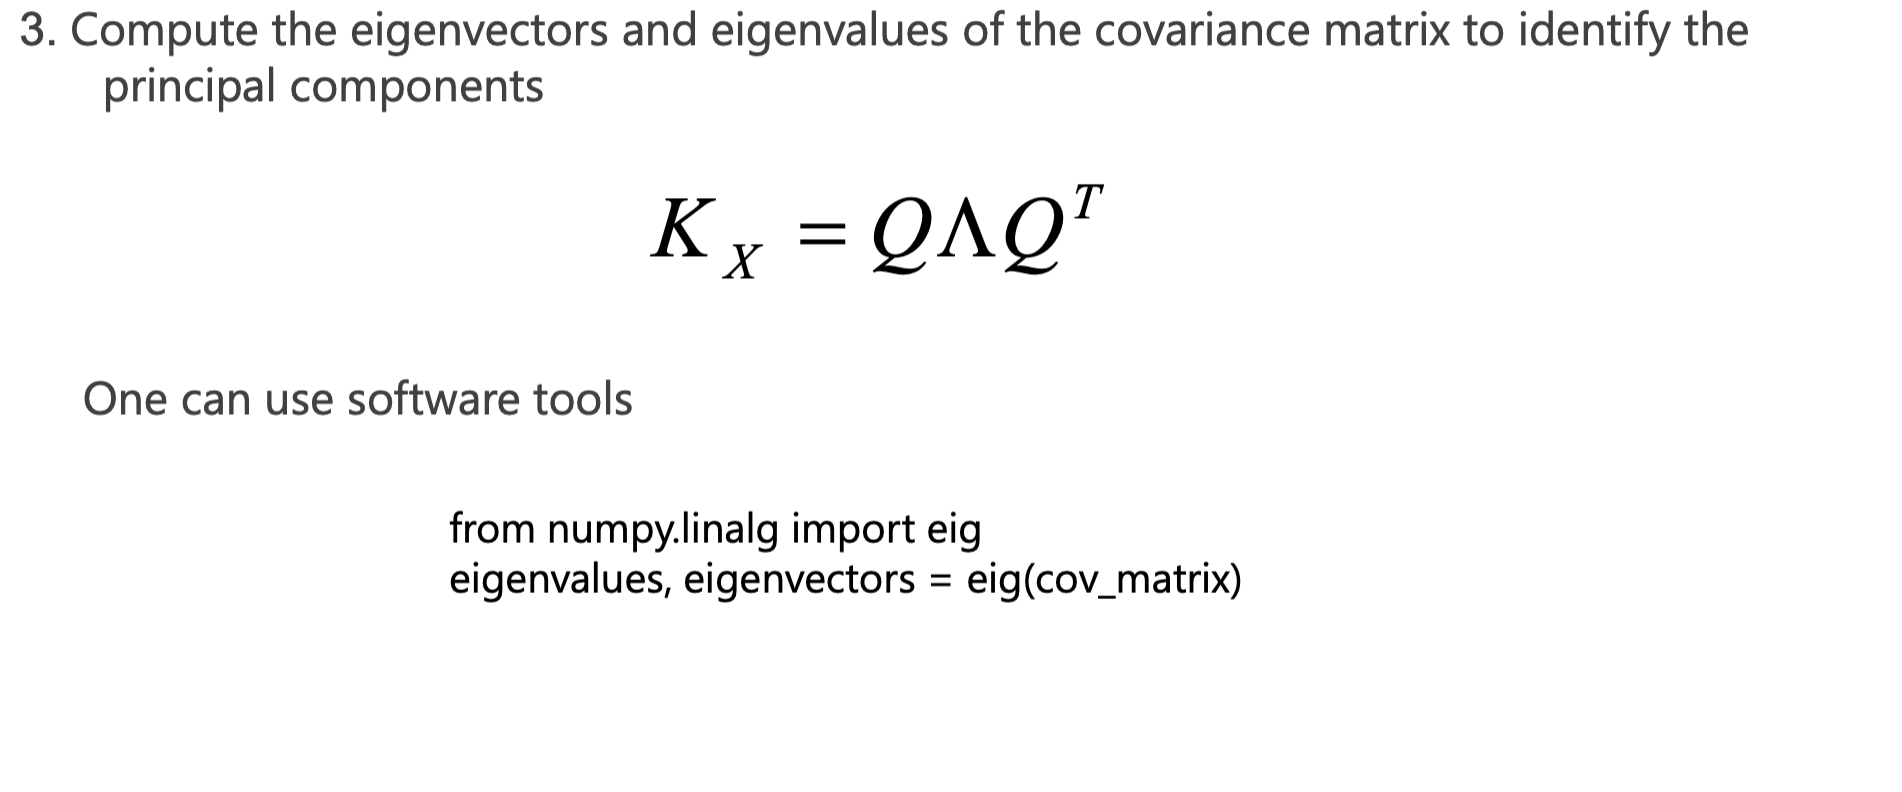 3. Compute the eigenvectors and eigenvalues of the covariance matrix to identify the
principal components
K_X = QΛQ^T
One can use software tools
from numpy.linalg import eig
eigenvalues, eigenvectors = eig(cov_matrix)